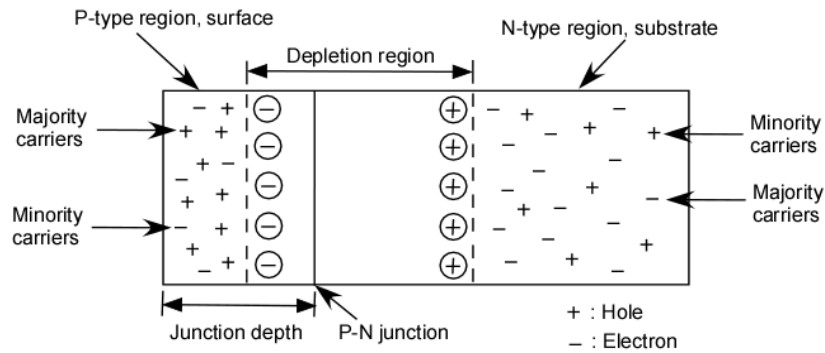 P-type region, surface
N-type region, substrate
Depletion region
Majority
carriers
Minority
carriers
Minority
carriers
Majority
carriers
Junction depth
P-N junction
+ : Hole
– : Electron